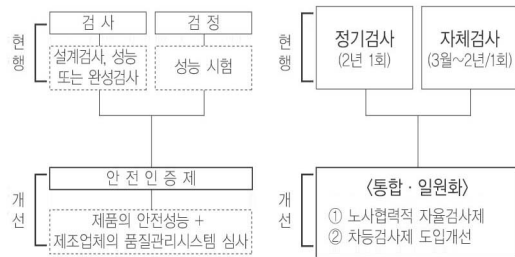 현행
검 사
검 정
설계검사, 성능
또는 완성검사
성능 시험
개선
안 전 인 증 제
제품의 안전성능 +
제조업체의 품질관리시스템 심사
현행
정기검사
(2년 1회)
자체검사
(3월~2년/1회)
개선
〈통합 · 일원화〉
① 노사협력적 자율검사제
② 차등검사제 도입개선